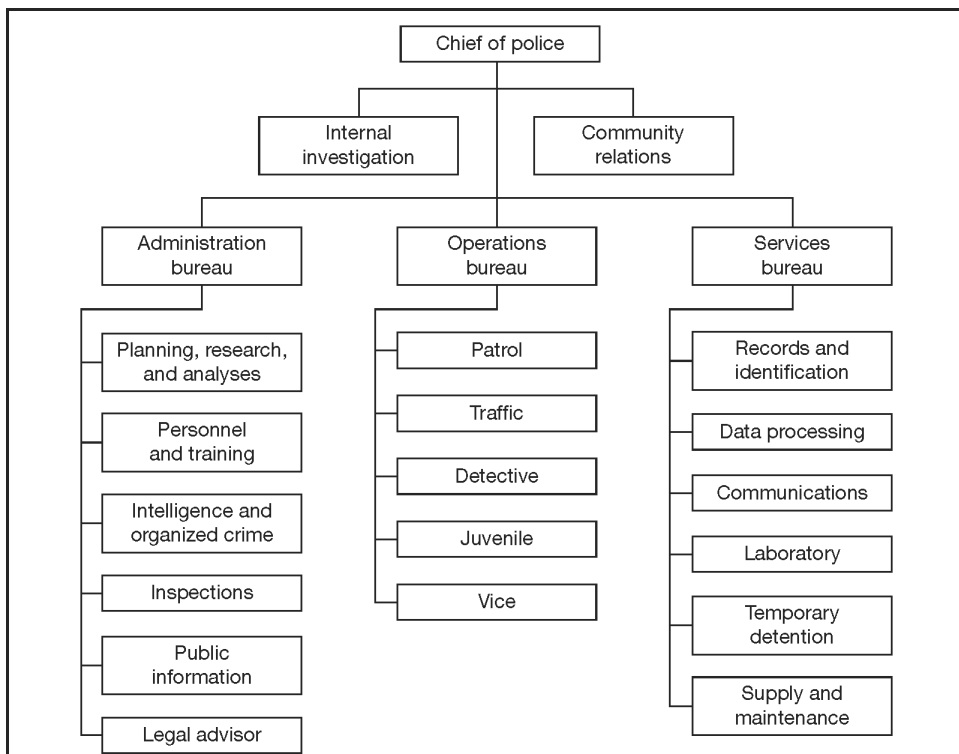 Chief of police
Internal
investigation
Community
relations
Administration
bureau
Operations
bureau
Services
bureau
Planning, research,
and analyses
Personnel
and training
Intelligence and
organized crime
Inspections
Public
information
Legal advisor
Patrol
Traffic
Detective
Juvenile
Vice
Records and
identification
Data processing
Communications
Laboratory
Temporary
detention
Supply and
maintenance